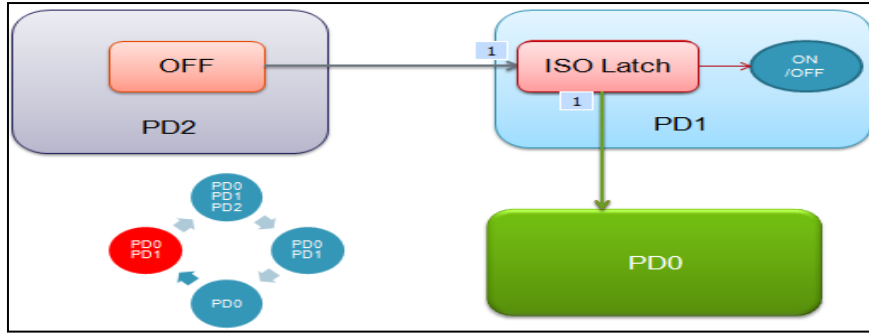 OFF
PD2
1
ISO Latch
1
ON
/OFF
PD1
PD0
PD1
PD2
PD0
PD1
PD0
PD1
PD0
PD0